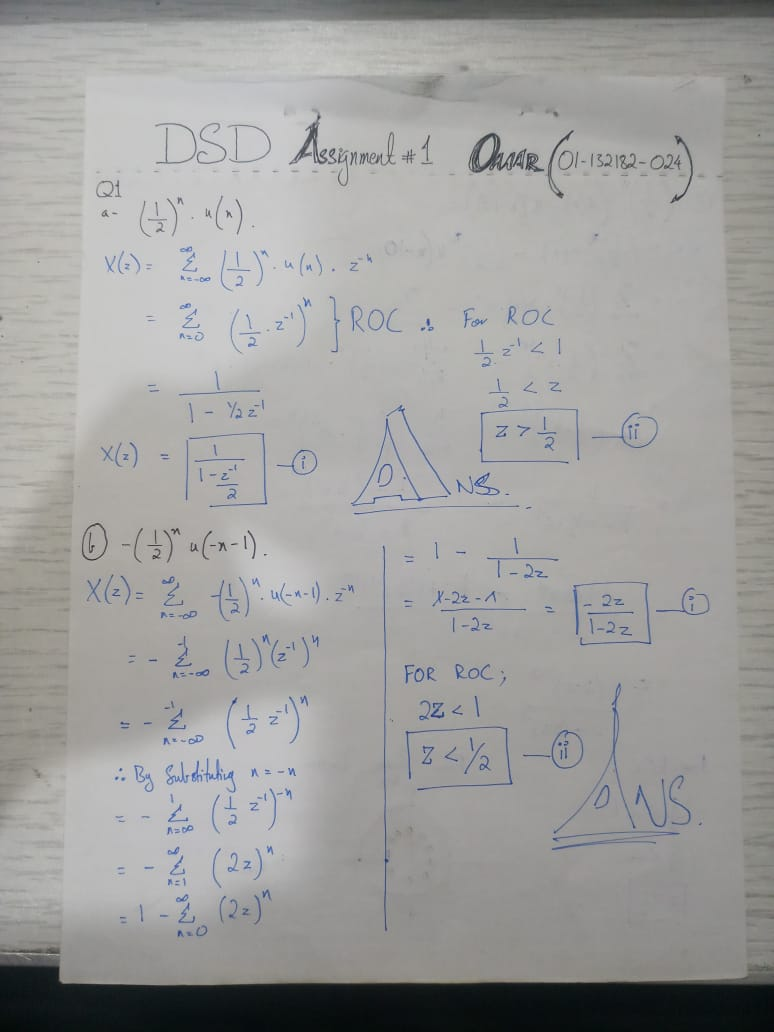 DSD Assignment #1 OMAR (01-132182-024)
Q1
a- (1/2)^n . u(n).
X(z) = Σ_{n=-∞}^{∞} (1/2)^n . u(n) . z^{-n}
= Σ_{n=0}^{∞} (1/2 . z^{-1})^n } ROC ∴ For ROC
1/2 . z^{-1} < 1
= 1 / (1 - 1/2 z^{-1})
1/2 < z
z > 1/2 — ii
X(z) = 1 / (1 - z^{-1}/2) — i
ANS.
b -(1/2)^n u(-n-1).
X(z) = Σ_{n=-∞}^{∞} -(1/2)^n . u(-n-1) . z^{-n}
= - Σ_{n=-∞}^{-1} (1/2)^n (z^{-1})^n
= - Σ_{n=-∞}^{-1} (1/2 z^{-1})^n
∴ By Substituting n = -n
= - Σ_{n=∞}^{1} (1/2 z^{-1})^{-n}
= - Σ_{n=1}^{∞} (2z)^n
= 1 - Σ_{n=0}^{∞} (2z)^n
= 1 - 1 / (1 - 2z)
= (1 - 2z - 1) / (1 - 2z) = - 2z / (1 - 2z) — i
FOR ROC;
2z < 1
z < 1/2 — ii
ANS.